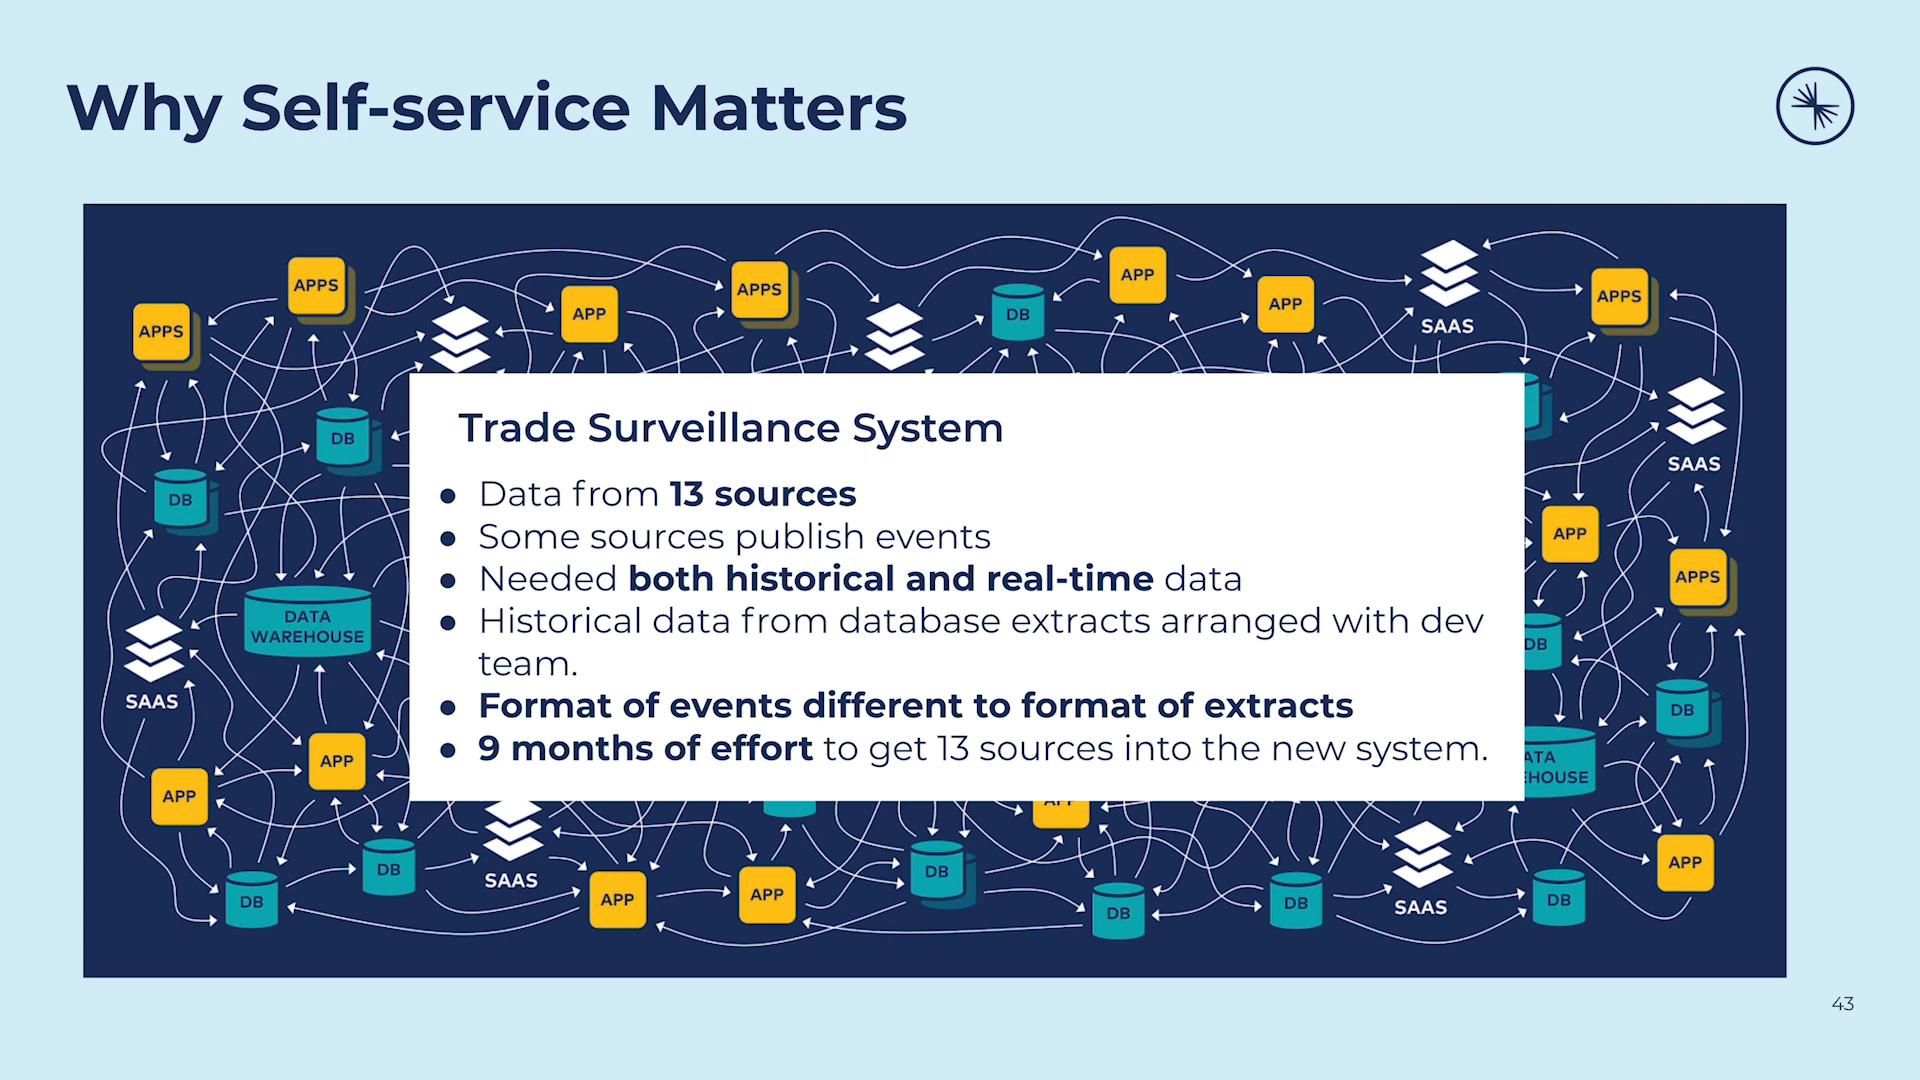 Why Self-service Matters
APPS
APPS
APP
APPS
DB
APP
APP
SAAS
APPS
DB
DB
SAAS
Trade Surveillance System
● Data from 13 sources
● Some sources publish events
● Needed both historical and real-time data
● Historical data from database extracts arranged with dev
team.
● Format of events different to format of extracts
● 9 months of effort to get 13 sources into the new system.
APP
APPS
DATA
WAREHOUSE
DB
SAAS
DB
APP
APP
DB
DB
SAAS
APP
APP
DB
DB
DB
SAAS
DB
APP
43